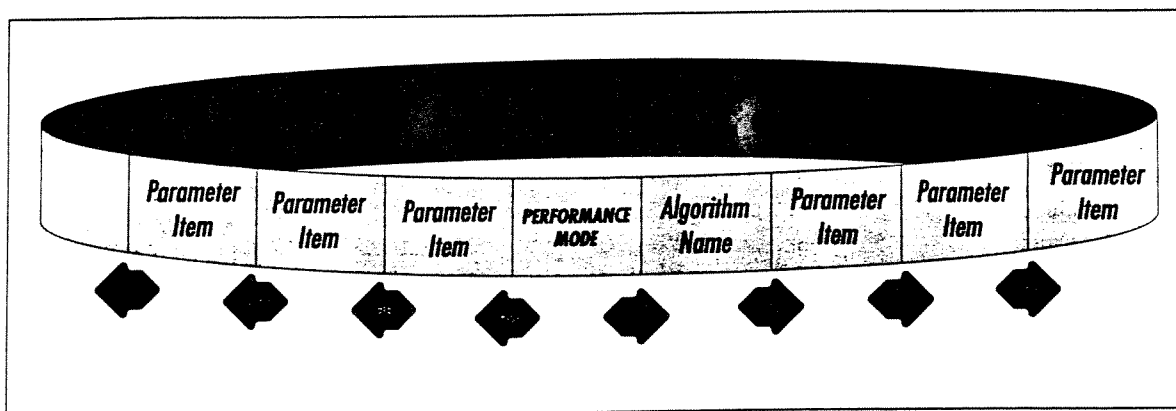 Parameter
Item
Parameter
Item
Parameter
Item
PERFORMANCE
MODE
Algorithm
Name
Parameter
Item
Parameter
Item
Parameter
Item